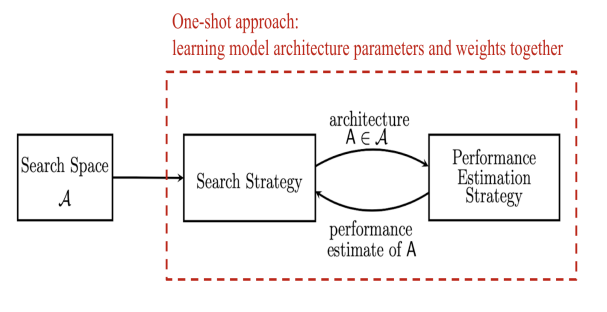 One-shot approach:
learning model architecture parameters and weights together
architecture
A ∈ 𝒜
Search Space
𝒜
Search Strategy
Performance
Estimation
Strategy
performance
estimate of A